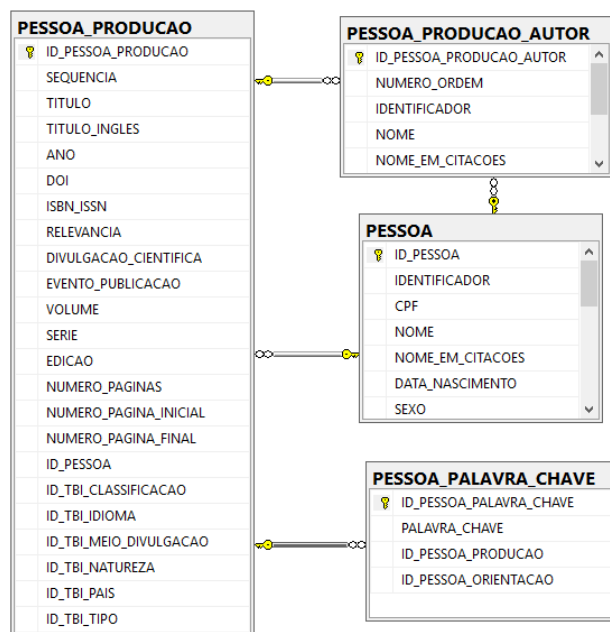 PESSOA_PRODUCAO
ID_PESSOA_PRODUCAO
SEQUENCIA
TITULO
TITULO_INGLES
ANO
DOI
ISBN_ISSN
RELEVANCIA
DIVULGACAO_CIENTIFICA
EVENTO_PUBLICACAO
VOLUME
SERIE
EDICAO
NUMERO_PAGINAS
NUMERO_PAGINA_INICIAL
NUMERO_PAGINA_FINAL
ID_PESSOA
ID_TBI_CLASSIFICACAO
ID_TBI_IDIOMA
ID_TBI_MEIO_DIVULGACAO
ID_TBI_NATUREZA
ID_TBI_PAIS
ID_TBI_TIPO
PESSOA_PRODUCAO_AUTOR
ID_PESSOA_PRODUCAO_AUTOR
NUMERO_ORDEM
IDENTIFICADOR
NOME
NOME_EM_CITACOES
PESSOA
ID_PESSOA
IDENTIFICADOR
CPF
NOME
NOME_EM_CITACOES
DATA_NASCIMENTO
SEXO
PESSOA_PALAVRA_CHAVE
ID_PESSOA_PALAVRA_CHAVE
PALAVRA_CHAVE
ID_PESSOA_PRODUCAO
ID_PESSOA_ORIENTACAO